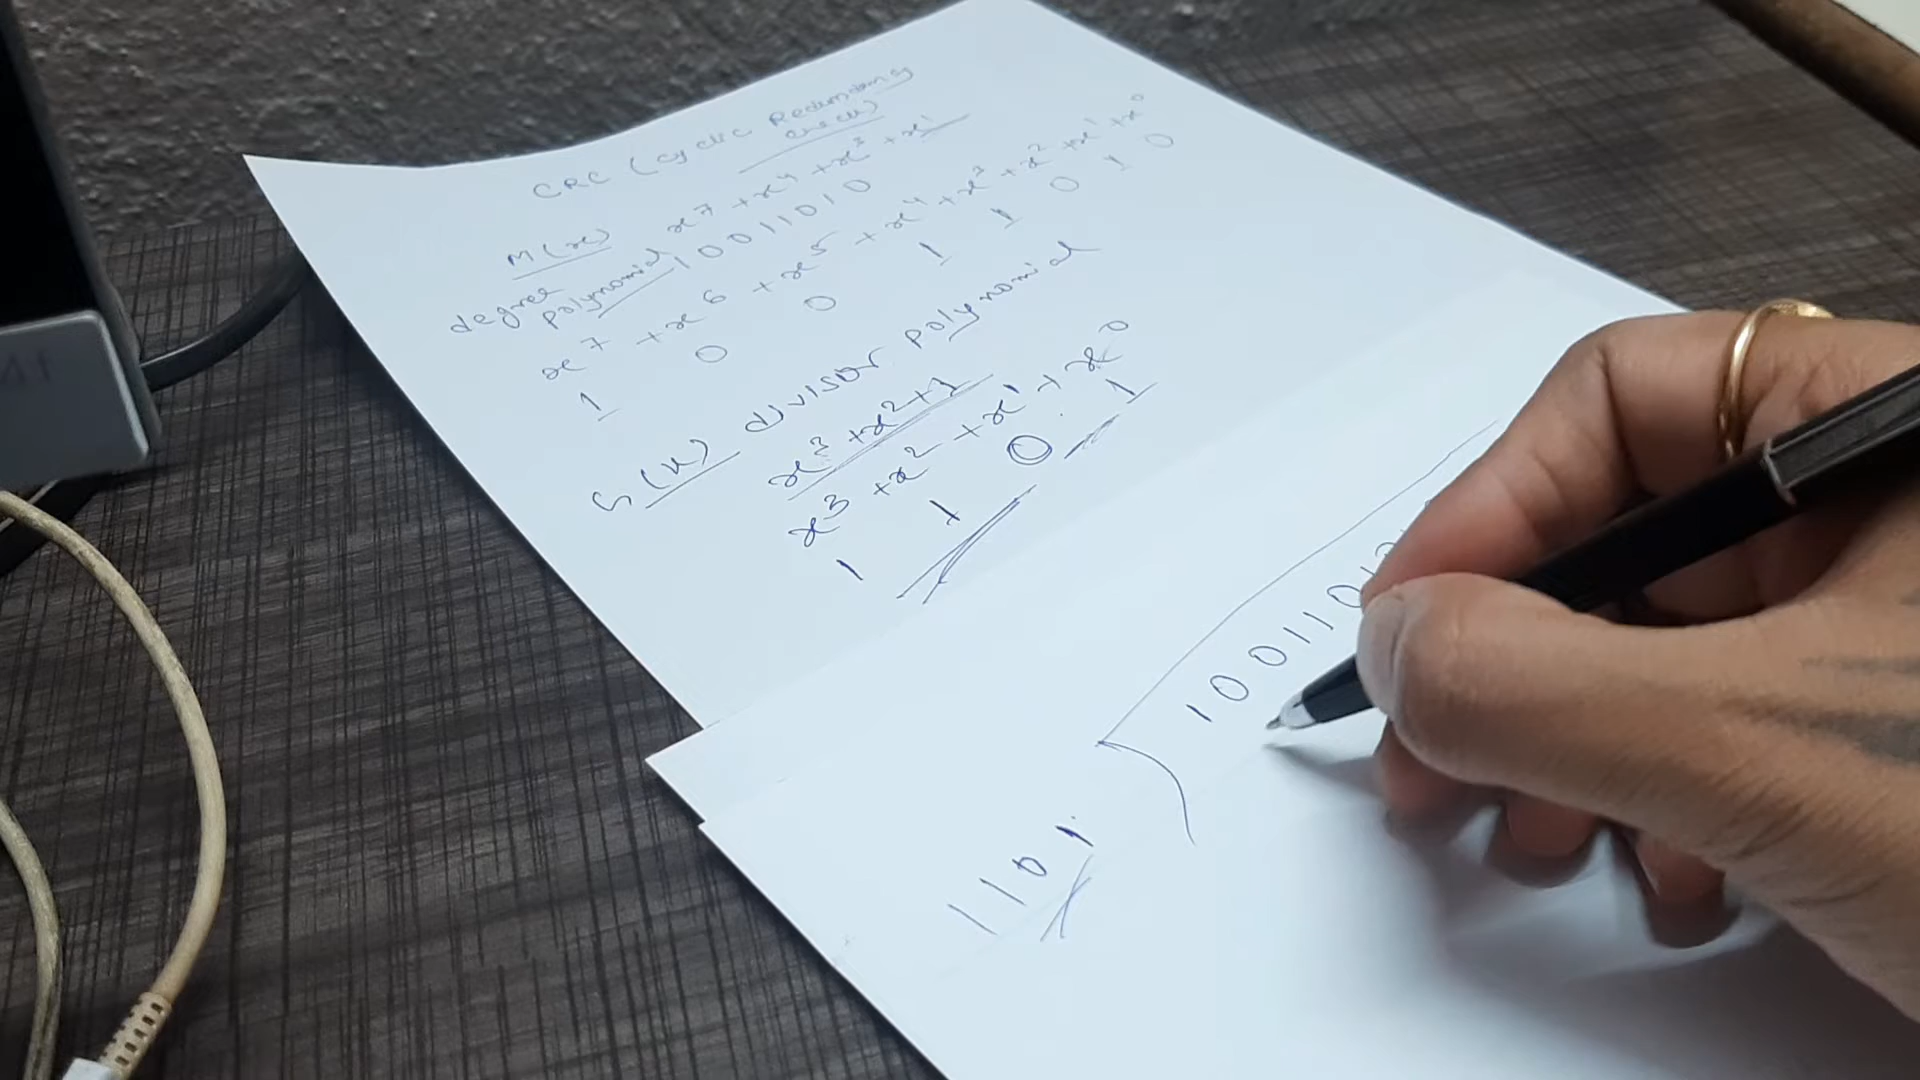 CRC (Cyclic Redundancy
check)
M(x) x⁷ + x⁴ + x³ + x¹
degree polynomial 10011010
x⁷ + x⁶ + x⁵ + x⁴ + x³ + x² + x¹ + x⁰
1 0 0 1 1 0 1 0
G(x) divisor polynomial
x³ + x² + 1
x³ + x² + x¹ + x⁰
1 1 0 1
1101 100110